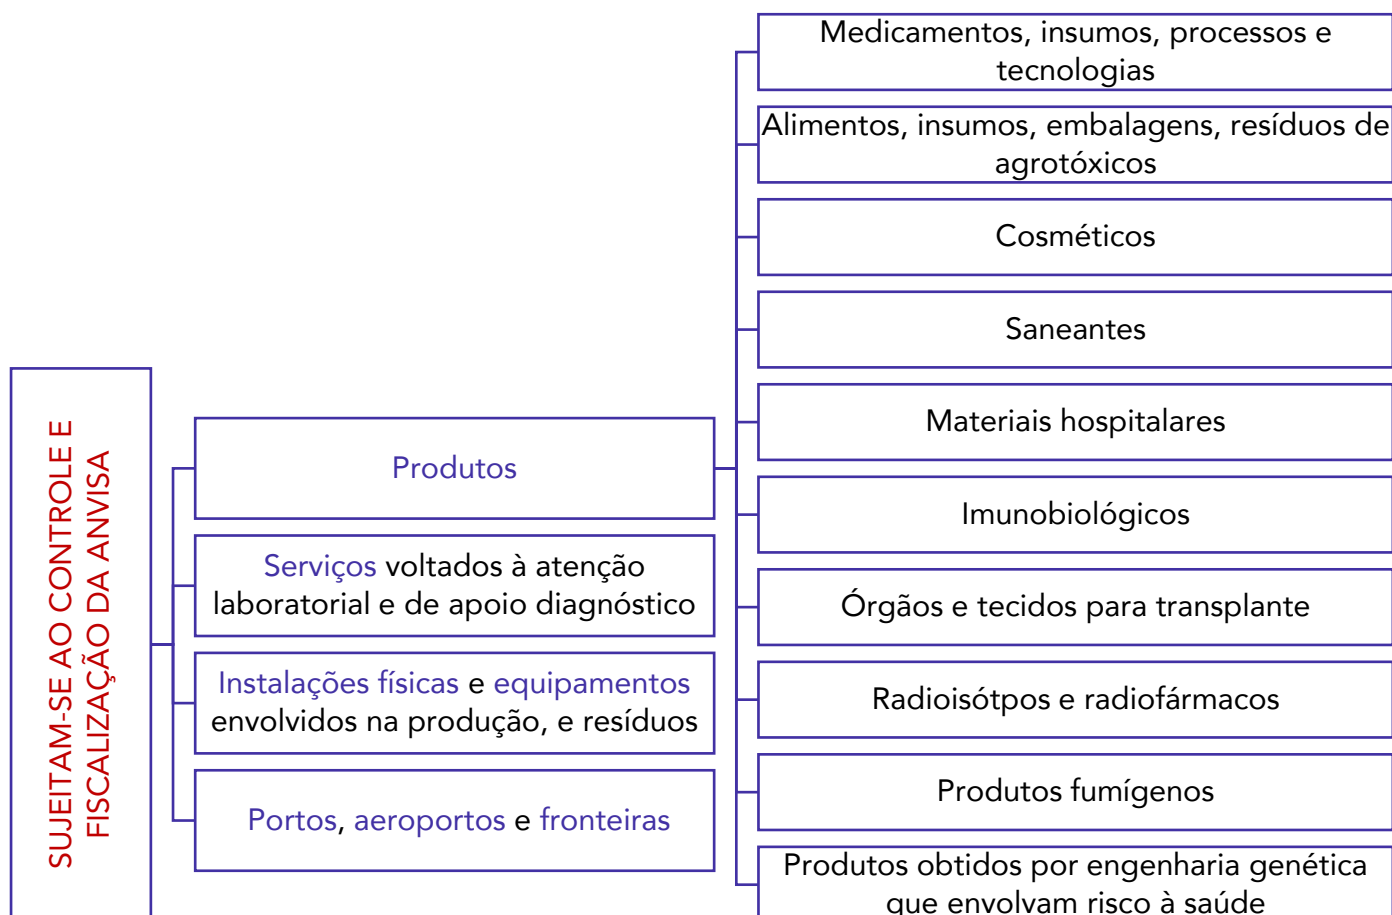 SUJEITAM-SE AO CONTROLE E
FISCALIZAÇÃO DA ANVISA
Produtos
Serviços voltados à atenção
laboratorial e de apoio diagnóstico
Instalações físicas e equipamentos
envolvidos na produção, e resíduos
Portos, aeroportos e fronteiras
Medicamentos, insumos, processos e
tecnologias
Alimentos, insumos, embalagens, resíduos de
agrotóxicos
Cosméticos
Saneantes
Materiais hospitalares
Imunobiológicos
Órgãos e tecidos para transplante
Radioisótpos e radiofármacos
Produtos fumígenos
Produtos obtidos por engenharia genética
que envolvam risco à saúde